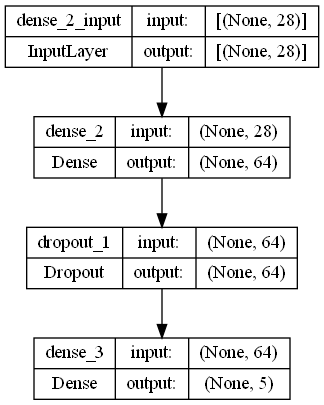 dense_2_input input: [(None, 28)]
InputLayer output: [(None, 28)]
dense_2 input: (None, 28)
Dense output: (None, 64)
dropout_1 input: (None, 64)
Dropout output: (None, 64)
dense_3 input: (None, 64)
Dense output: (None, 5)